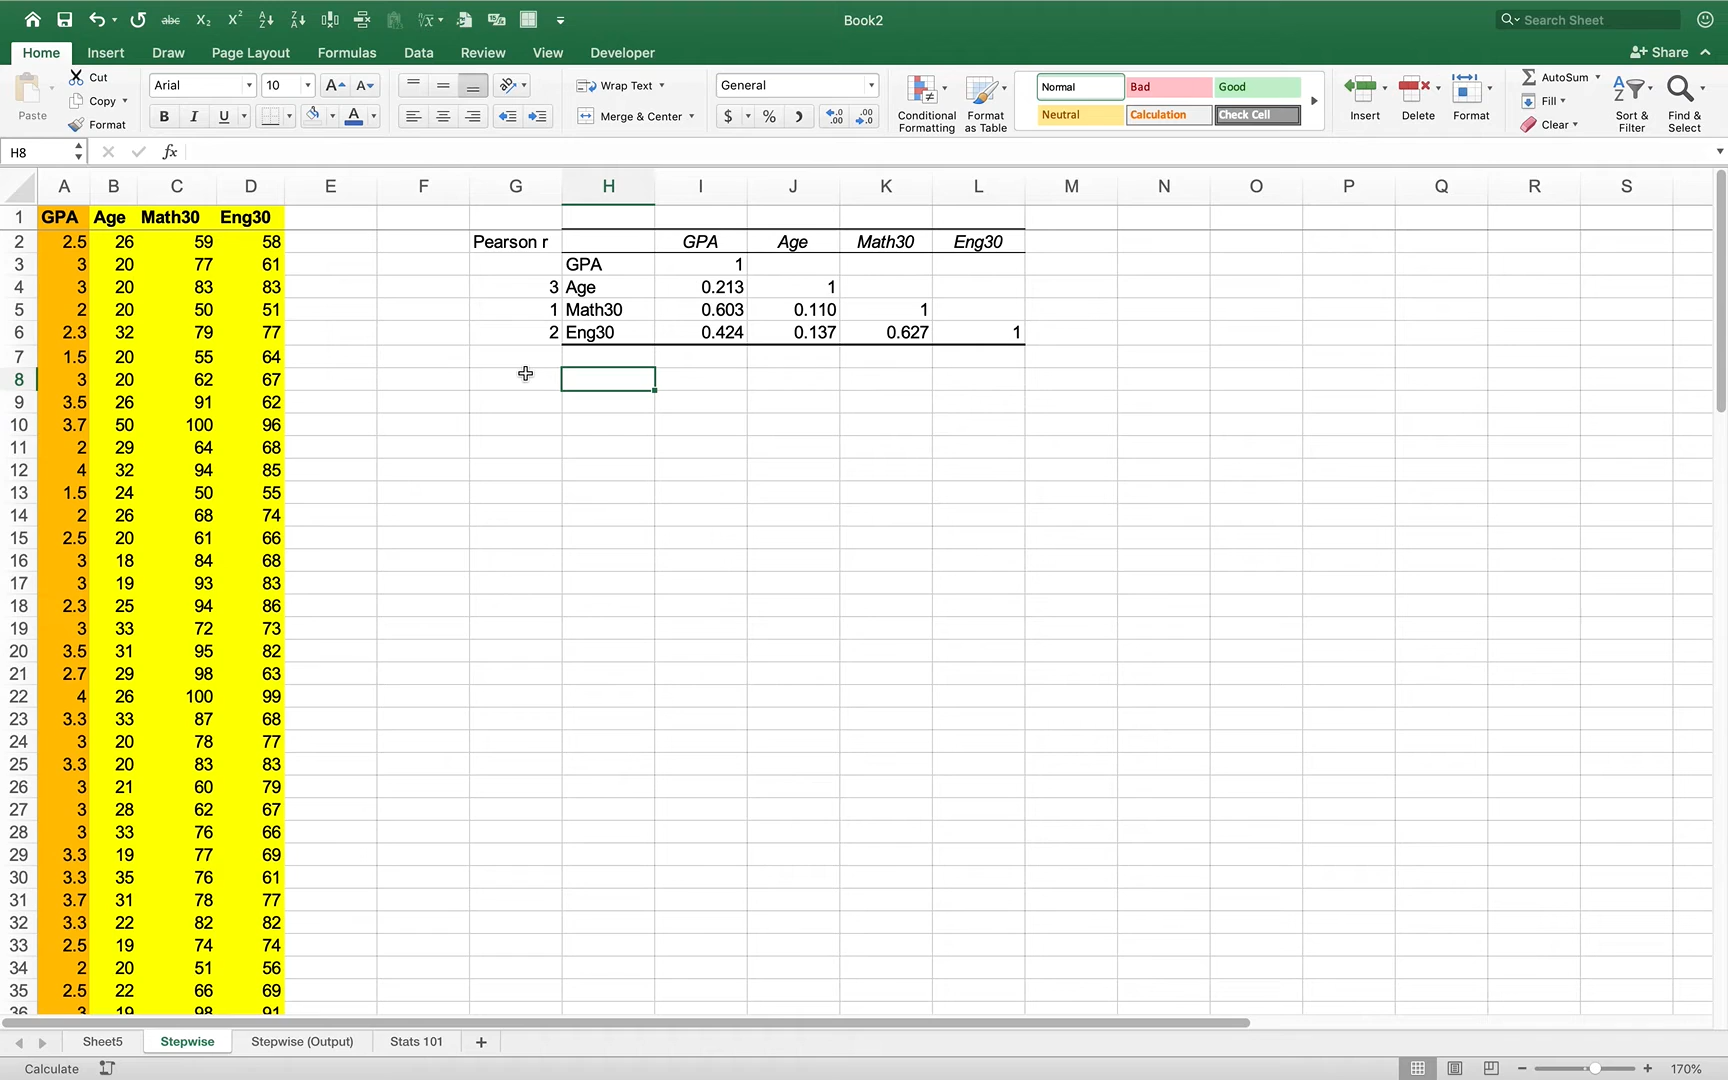 abc X₂ X² Book2 Search Sheet
Home Insert Draw Page Layout Formulas Data Review View Developer Share
Paste Cut Copy Format
Arial 10 A A
B I U A
Wrap Text
Merge & Center
General
$ % )
Conditional Formatting Format as Table
Normal Bad Good
Neutral Calculation Check Cell
Insert Delete Format
AutoSum Fill Clear
Sort & Filter Find & Select
H8 fx
A B C D E F G H I J K L M N O P Q R S
1 GPA Age Math30 Eng30
2 2.5 26 59 58 Pearson r GPA Age Math30 Eng30
3 3 20 77 61 GPA 1
4 3 20 83 83 3 Age 0.213 1
5 2 20 50 51 1 Math30 0.603 0.110 1
6 2.3 32 79 77 2 Eng30 0.424 0.137 0.627 1
7 1.5 20 55 64
8 3 20 62 67
9 3.5 26 91 62
10 3.7 50 100 96
11 2 29 64 68
12 4 32 94 85
13 1.5 24 50 55
14 2 26 68 74
15 2.5 20 61 66
16 3 18 84 68
17 3 19 93 83
18 2.3 25 94 86
19 3 33 72 73
20 3.5 31 95 82
21 2.7 29 98 63
22 4 26 100 99
23 3.3 33 87 68
24 3 20 78 77
25 3.3 20 83 83
26 3 21 60 79
27 3 28 62 67
28 3 33 76 66
29 3.3 19 77 69
30 3.3 35 76 61
31 3.7 31 78 77
32 3.3 22 82 82
33 2.5 19 74 74
34 2 20 51 56
35 2.5 22 66 69
36 3 19 98 91
Sheet5 Stepwise Stepwise (Output) Stats 101 +
Calculate 170%